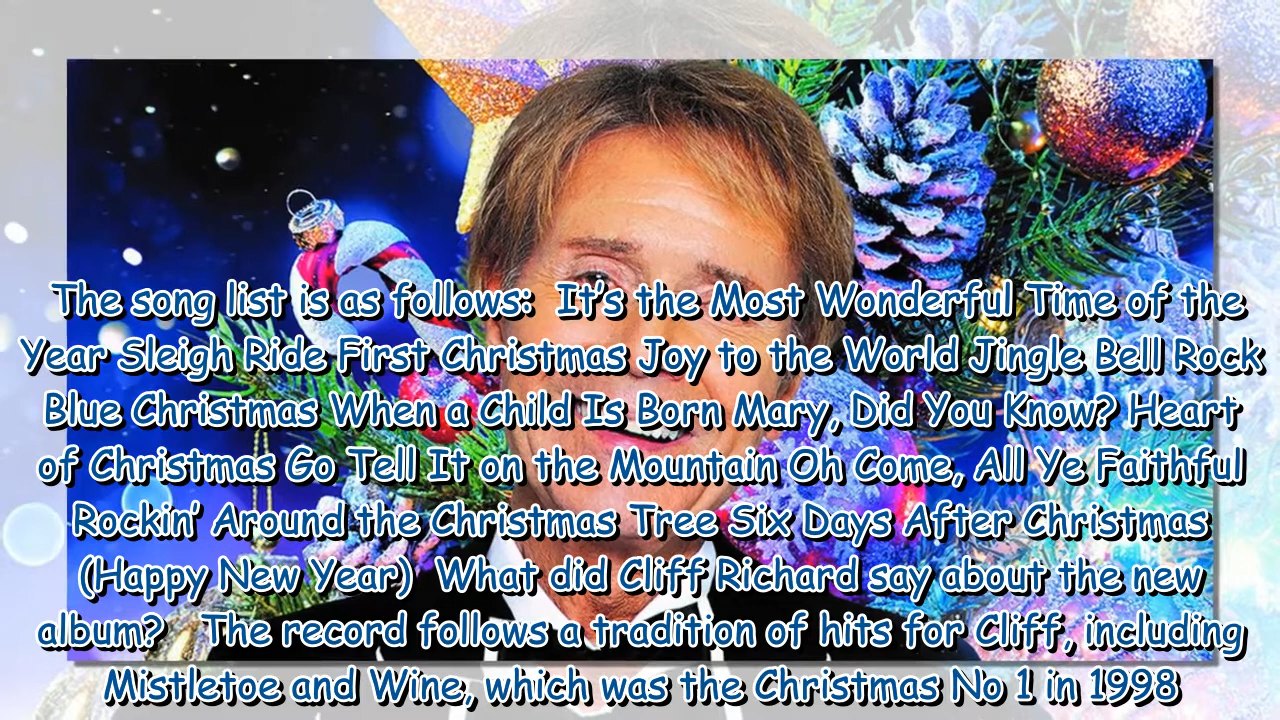 The song list is as follows:  It’s the Most Wonderful Time of the
Year Sleigh Ride First Christmas Joy to the World Jingle Bell Rock
Blue Christmas When a Child Is Born Mary, Did You Know? Heart
of Christmas Go Tell It on the Mountain Oh Come, All Ye Faithful
Rockin’ Around the Christmas Tree Six Days After Christmas
(Happy New Year)  What did Cliff Richard say about the new
album?   The record follows a tradition of hits for Cliff, including
Mistletoe and Wine, which was the Christmas No 1 in 1998